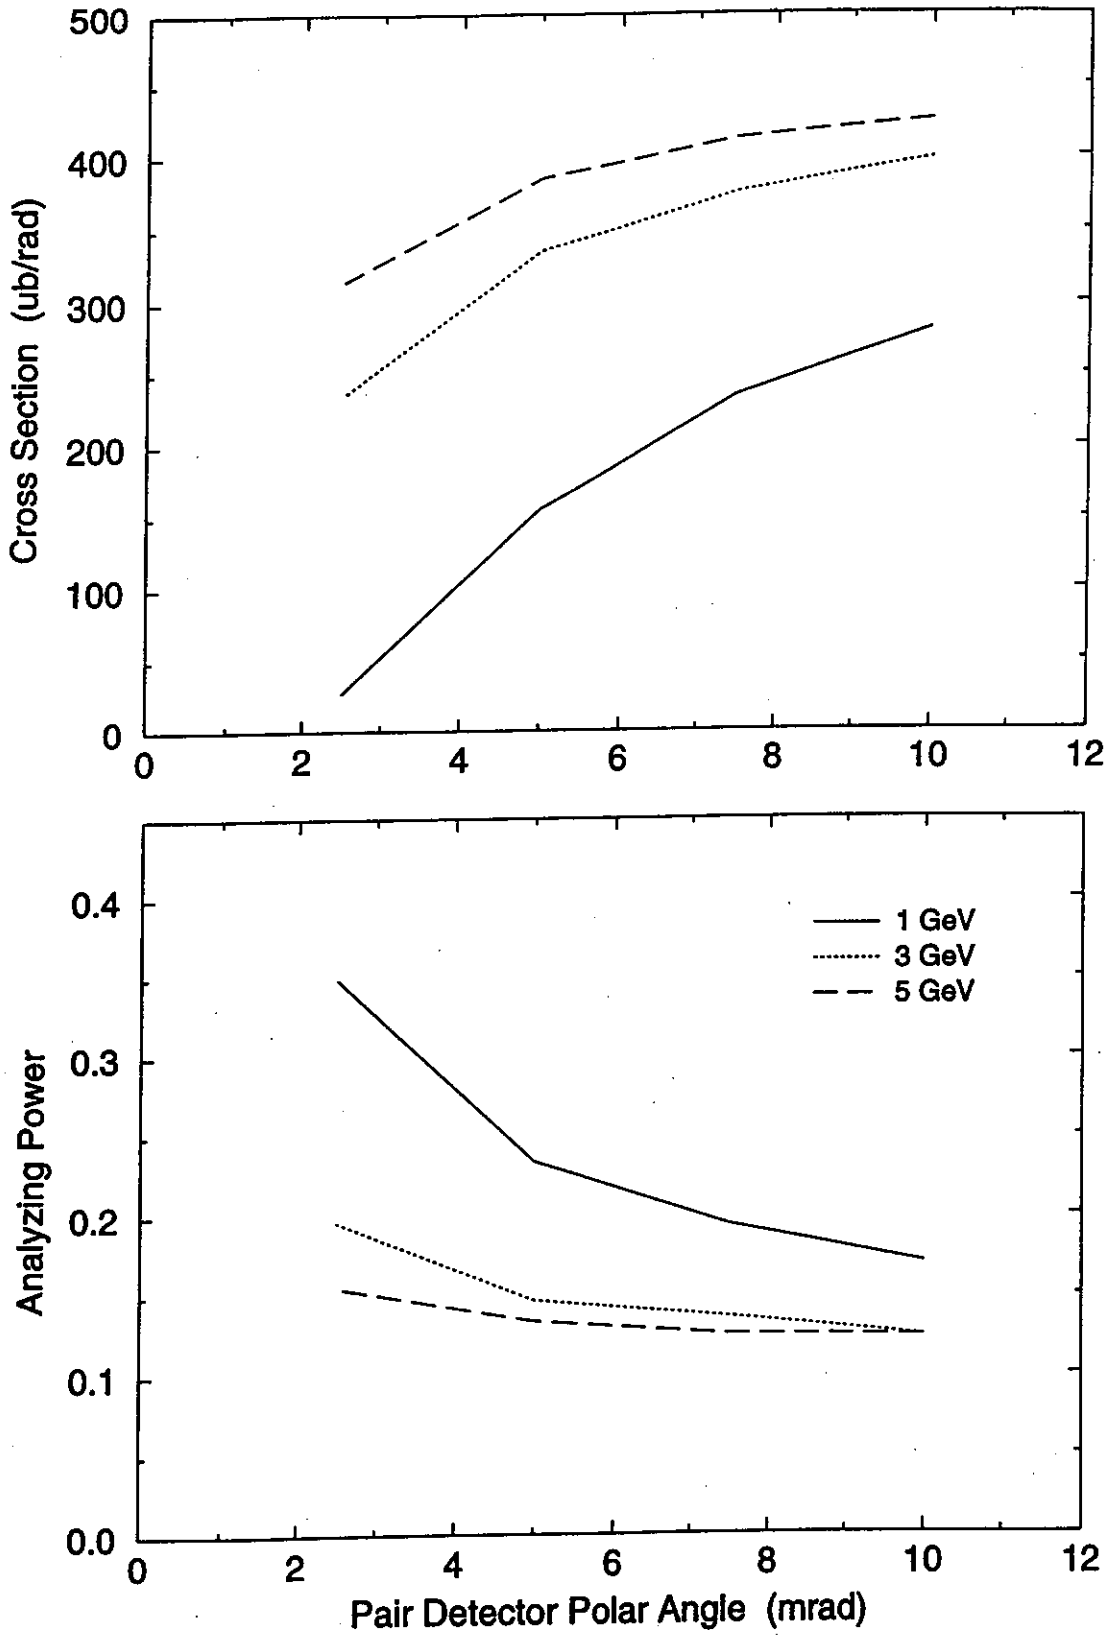 500
400
300
200
100
0
Cross Section (ub/rad)
0 2 4 6 8 10 12
0.4
0.3
0.2
0.1
0.0
Analyzing Power
1 GeV
3 GeV
5 GeV
0 2 4 6 8 10 12
Pair Detector Polar Angle (mrad)